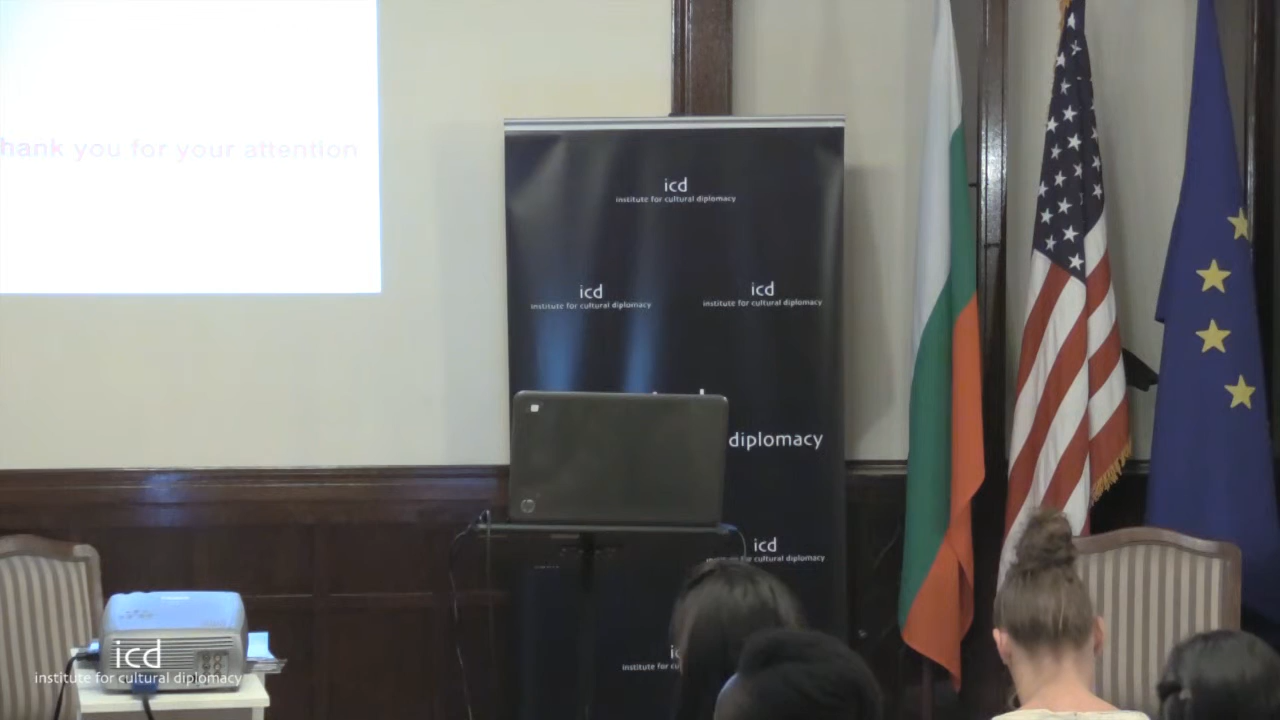 hank you for your attention
icd
institute for cultural diplomacy
icd
institute for cultural diplomacy
icd
institute for cultural diplomacy
diplomacy
icd
cultural diplomacy
institute for
icd
institute for cultural diplomacy
hp